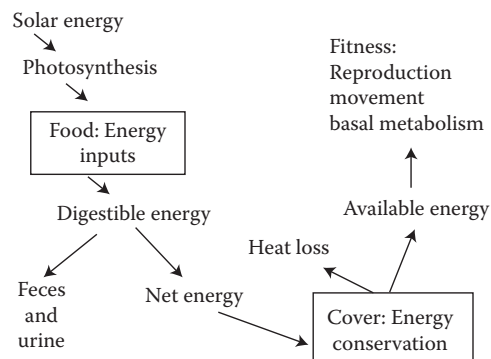 Solar energy
Photosynthesis
Food: Energy
inputs
Digestible energy
Feces
and
urine
Net energy
Cover: Energy
conservation
Heat loss
Available energy
Fitness:
Reproduction
movement
basal metabolism